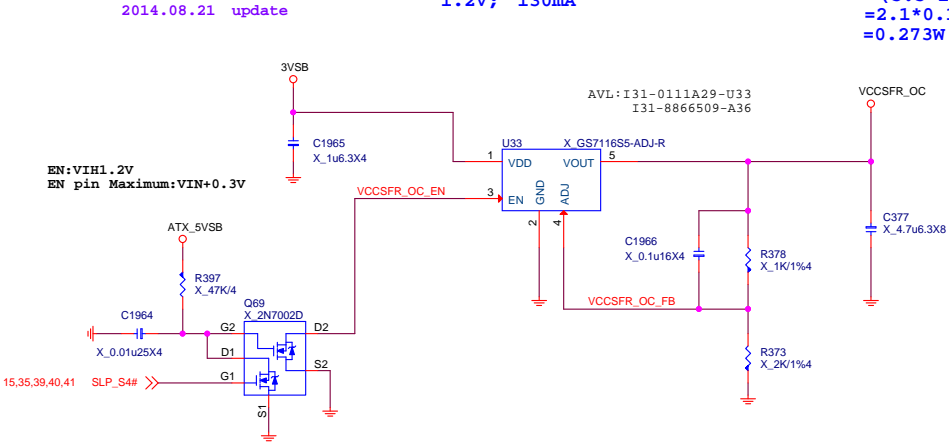 2014.08.21 update
1.2V; 130mA
=2.1*0.1
=0.273W
3VSB
AVL:I31-0111A29-U33
I31-8866509-A36
VCCSFR_OC
C1965
X_1u6.3X4
U33
X_GS7116S5-ADJ-R
1
VDD
VOUT
5
EN:VIH1.2V
EN pin Maximum:VIN+0.3V
VCCSFR_OC_EN
3
EN
GND
ADJ
2
4
C377
X_4.7u6.3X8
ATX_5VSB
C1966
X_0.1u16X4
R378
X_1K/1%4
R397
X_47K/4
VCCSFR_OC_FB
Q69
X_2N7002D
C1964
G2
D2
X_0.01u25X4
D1
S2
R373
X_2K/1%4
15,35,39,40,41
SLP_S4#
G1
S1